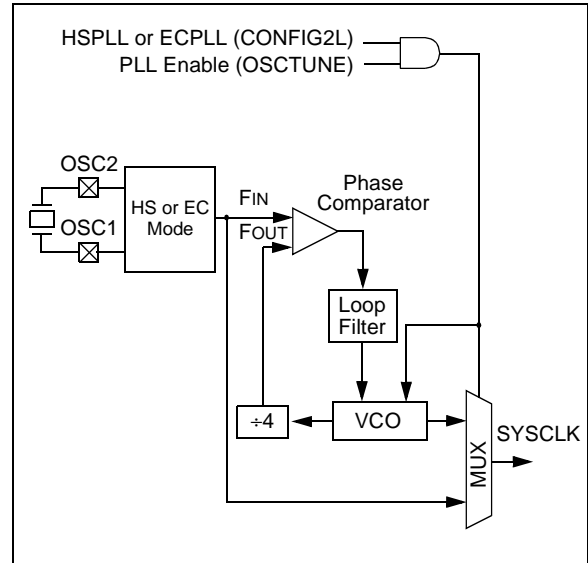 HSPLL or ECPLL (CONFIG2L)
PLL Enable (OSCTUNE)
OSC2
OSC1
HS or EC
Mode
FIN
FOUT
Phase
Comparator
Loop
Filter
÷4
VCO
MUX
SYSCLK